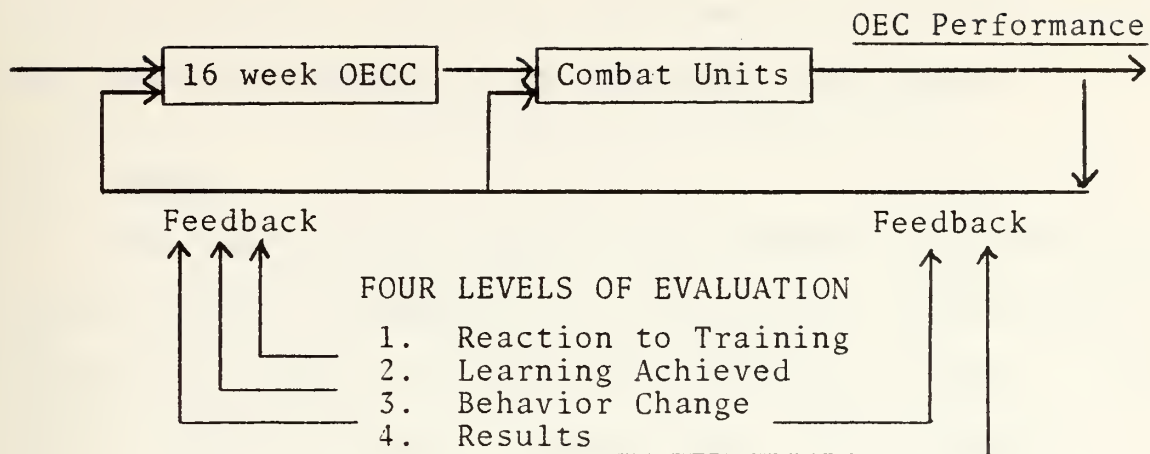 OEC Performance
16 week OECC
Combat Units
Feedback
Feedback
FOUR LEVELS OF EVALUATION
1. Reaction to Training
2. Learning Achieved
3. Behavior Change
4. Results